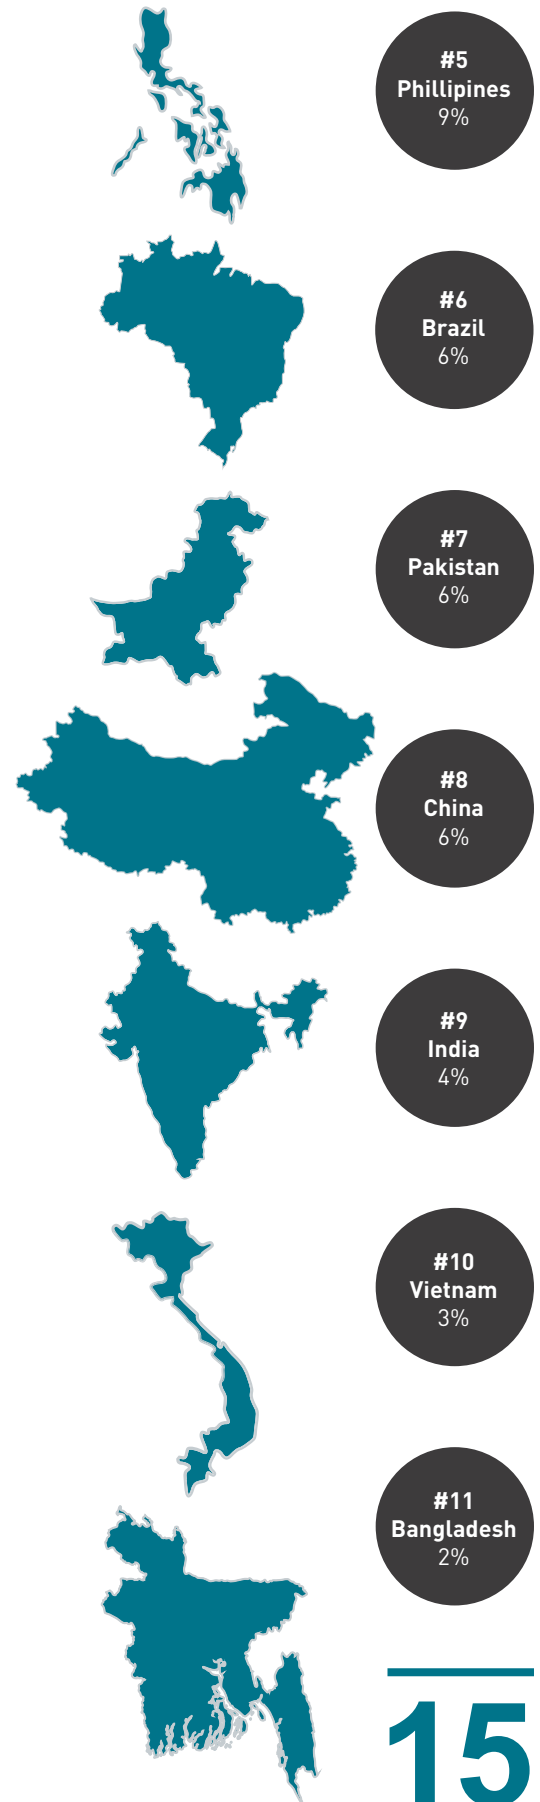 #5
Phillipines
9%
#6
Brazil
6%
#7
Pakistan
6%
#8
China
6%
#9
India
4%
#10
Vietnam
3%
#11
Bangladesh
2%
15